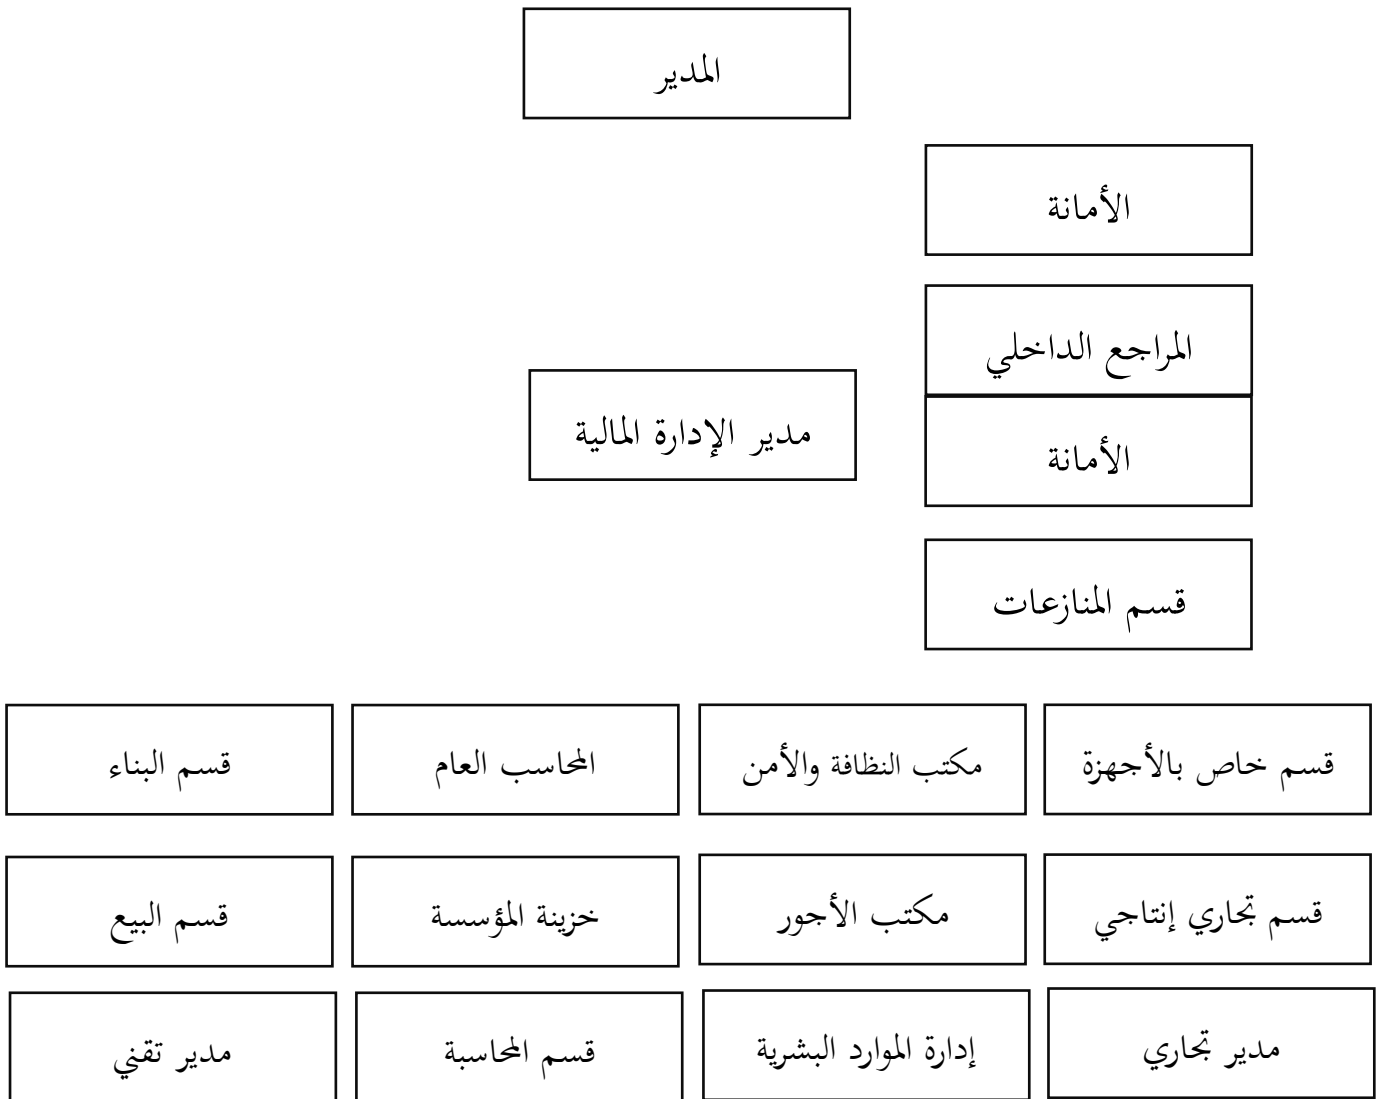 المدير
الأمانة
المراجع الداخلي
مدير الإدارة المالية
الأمانة
قسم المنازعات
قسم خاص بالأجهزة
مكتب النظافة والأمن
المحاسب العام
قسم البناء
قسم تجاري إنتاجي
مكتب الأجور
خزينة المؤسسة
قسم البيع
مدير تجاري
إدارة الموارد البشرية
قسم المحاسبة
مدير تقني